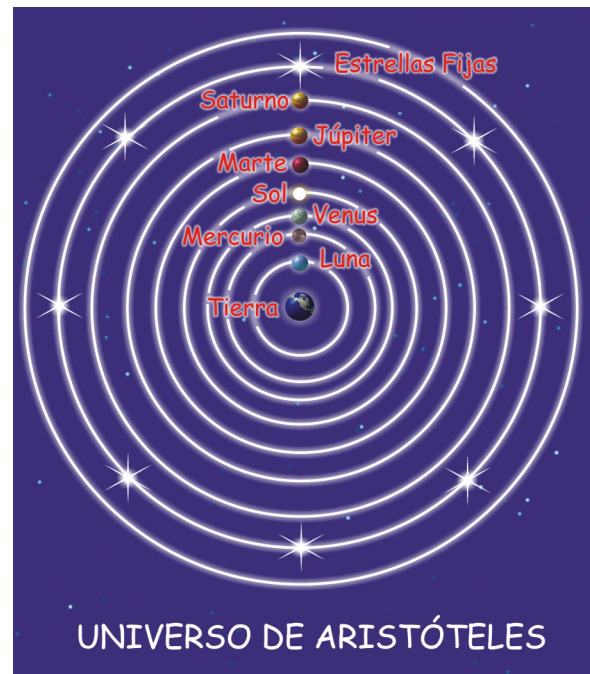 Estrellas Fijas
Saturno
Júpiter
Marte
Sol
Venus
Mercurio
Luna
Tierra
UNIVERSO DE ARISTÓTELES